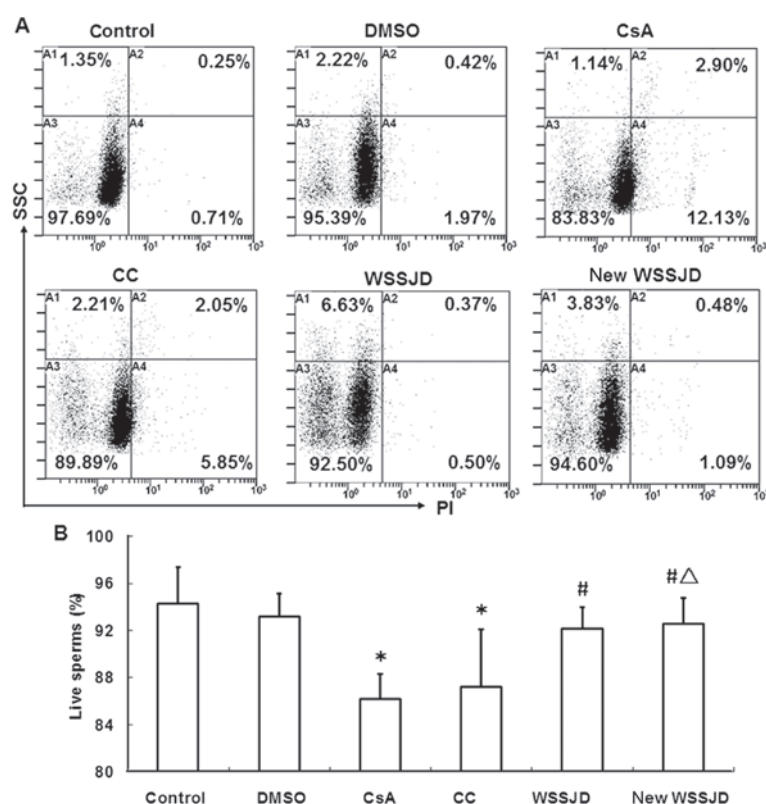 A
Control
DMSO
CsA
A1 1.35% A2 0.25%
A1 2.22% A2 0.42%
A1 1.14% A2 2.90%
A3 A4
A3 A4
A3 A4
97.69% 0.71%
95.39% 1.97%
83.83% 12.13%
10⁰ 10¹ 10² 10³
10⁰ 10¹ 10² 10³
10⁰ 10¹ 10² 10³
SSC
CC
WSSJD
New WSSJD
A1 2.21% A2 2.05%
A1 6.63% A2 0.37%
A1 3.83% A2 0.48%
A3 A4
A3 A4
A3 A4
89.89% 5.85%
92.50% 0.50%
94.60% 1.09%
10⁰ 10¹ 10² 10³
10⁰ 10¹ 10² 10³
10⁰ 10¹ 10² 10³
PI
B
Live sperms (%)
100
96
92
88
84
80
*
*
#
#△
Control DMSO CsA CC WSSJD New WSSJD